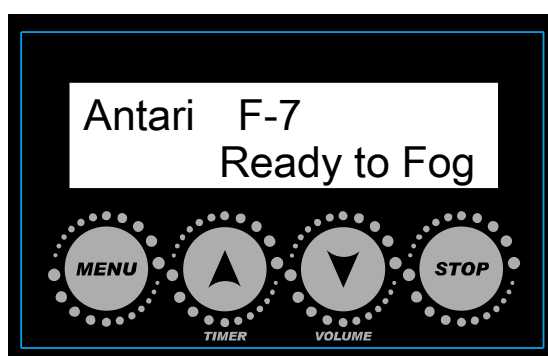 Antari F-7
Ready to Fog
MENU
STOP
TIMER
VOLUME